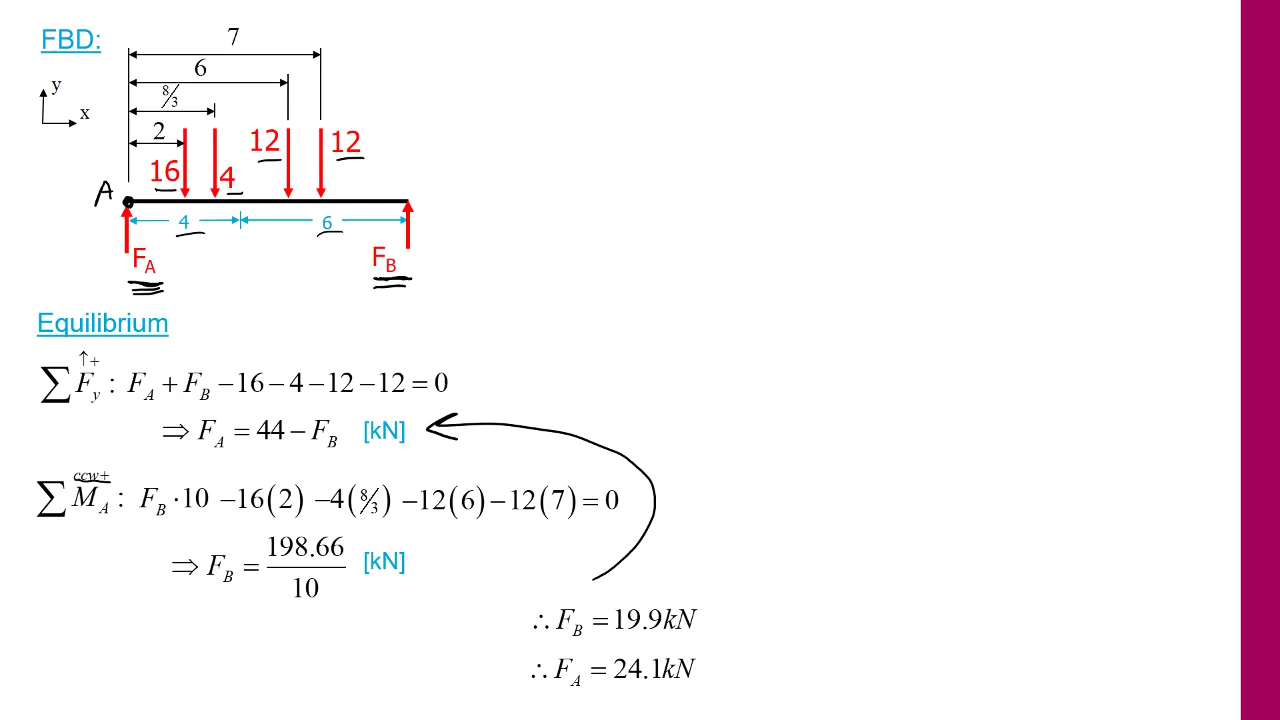 FBD:
7
6
8/3
2
y
x
16
4
12
12
A
4
6
F_A
F_B
Equilibrium
∑F_y ↑+ : F_A + F_B −16 − 4 −12 −12 = 0
⇒ F_A = 44 − F_B [kN]
∑M_A ccw+ : F_B ·10 −16(2) −4(8/3) −12(6) −12(7) = 0
⇒ F_B = 198.66/10 [kN]
∴ F_B = 19.9kN
∴ F_A = 24.1kN